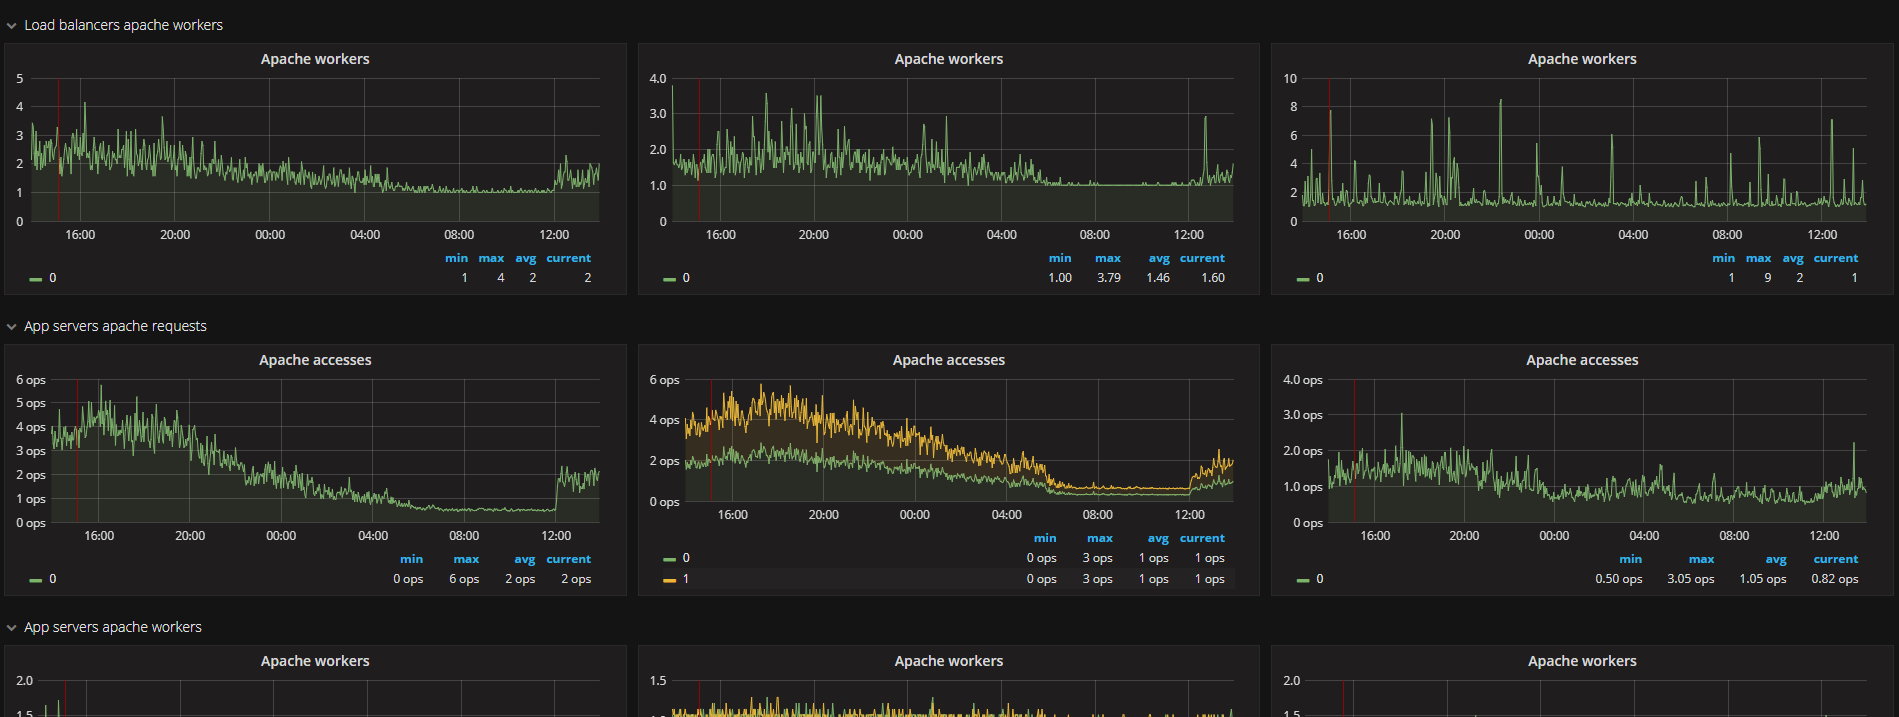 Load balancers apache workers
Apache workers
5
4
3
2
1
0
16:00 20:00 00:00 04:00 08:00 12:00
min max avg current
0 1 4 2 2
Apache workers
4.0
3.0
2.0
1.0
0
16:00 20:00 00:00 04:00 08:00 12:00
min max avg current
0 1.00 3.79 1.46 1.60
Apache workers
10
8
6
4
2
0
16:00 20:00 00:00 04:00 08:00 12:00
min max avg current
0 1 9 2 1
App servers apache requests
Apache accesses
6 ops
5 ops
4 ops
3 ops
2 ops
1 ops
0 ops
16:00 20:00 00:00 04:00 08:00 12:00
min max avg current
0 0 ops 6 ops 2 ops 2 ops
Apache accesses
6 ops
4 ops
2 ops
0 ops
16:00 20:00 00:00 04:00 08:00 12:00
min max avg current
0 0 ops 3 ops 1 ops 1 ops
1 0 ops 3 ops 1 ops 1 ops
Apache accesses
4.0 ops
3.0 ops
2.0 ops
1.0 ops
0 ops
16:00 20:00 00:00 04:00 08:00 12:00
min max avg current
0 0.50 ops 3.05 ops 1.05 ops 0.82 ops
App servers apache workers
Apache workers
2.0
1.5
Apache workers
1.5
Apache workers
2.0
1.5